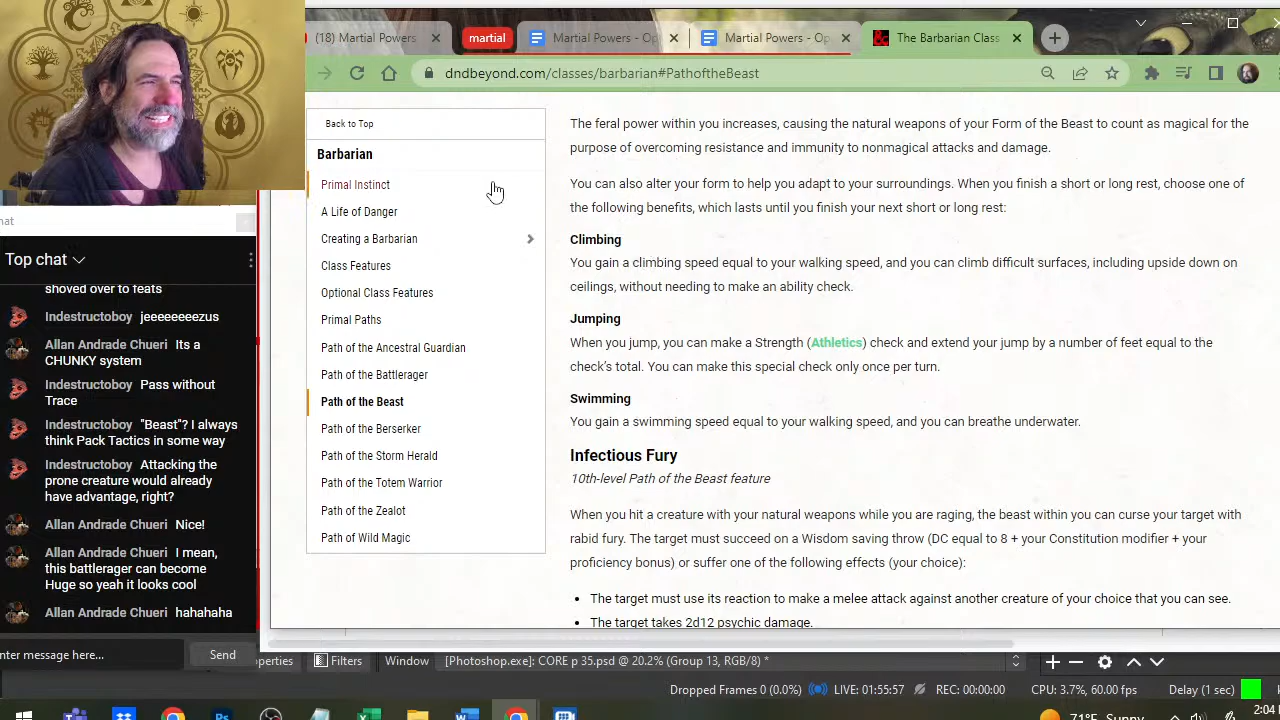 (18) Martial Powers
martial
Martial Powers - Op
Martial Powers - Op
The Barbarian Class
dndbeyond.com/classes/barbarian#PathoftheBeast
Back to Top
Barbarian
Primal Instinct
A Life of Danger
Creating a Barbarian
Class Features
Optional Class Features
Primal Paths
Path of the Ancestral Guardian
Path of the Battlerager
Path of the Beast
Path of the Berserker
Path of the Storm Herald
Path of the Totem Warrior
Path of the Zealot
Path of Wild Magic
The feral power within you increases, causing the natural weapons of your Form of the Beast to count as magical for the
purpose of overcoming resistance and immunity to nonmagical attacks and damage.
You can also alter your form to help you adapt to your surroundings. When you finish a short or long rest, choose one of
the following benefits, which lasts until you finish your next short or long rest:
Climbing
You gain a climbing speed equal to your walking speed, and you can climb difficult surfaces, including upside down on
ceilings, without needing to make an ability check.
Jumping
When you jump, you can make a Strength (Athletics) check and extend your jump by a number of feet equal to the
check's total. You can make this special check only once per turn.
Swimming
You gain a swimming speed equal to your walking speed, and you can breathe underwater.
Infectious Fury
10th-level Path of the Beast feature
When you hit a creature with your natural weapons while you are raging, the beast within you can curse your target with
rabid fury. The target must succeed on a Wisdom saving throw (DC equal to 8 + your Constitution modifier + your
proficiency bonus) or suffer one of the following effects (your choice):
• The target must use its reaction to make a melee attack against another creature of your choice that you can see.
• The target takes 2d12 psychic damage.
hat
Top chat
shoved over to feats
Indestructoboy jeeeeeeezus
Allan Andrade Chueri Its a
CHUNKY system
Indestructoboy Pass without
Trace
Indestructoboy "Beast"? I always
think Pack Tactics in some way
Indestructoboy Attacking the
prone creature would already
have advantage, right?
Allan Andrade Chueri Nice!
Allan Andrade Chueri I mean,
this battlerager can become
Huge so yeah it looks cool
Allan Andrade Chueri hahahaha
nter message here...
Send
operties
Filters
Window
[Photoshop.exe]: CORE p 35.psd @ 20.2% (Group 13, RGB/8) *
Dropped Frames 0 (0.0%)
LIVE: 01:55:57
REC: 00:00:00
CPU: 3.7%, 60.00 fps
Delay (1 sec)
71°F Sunny
2:04